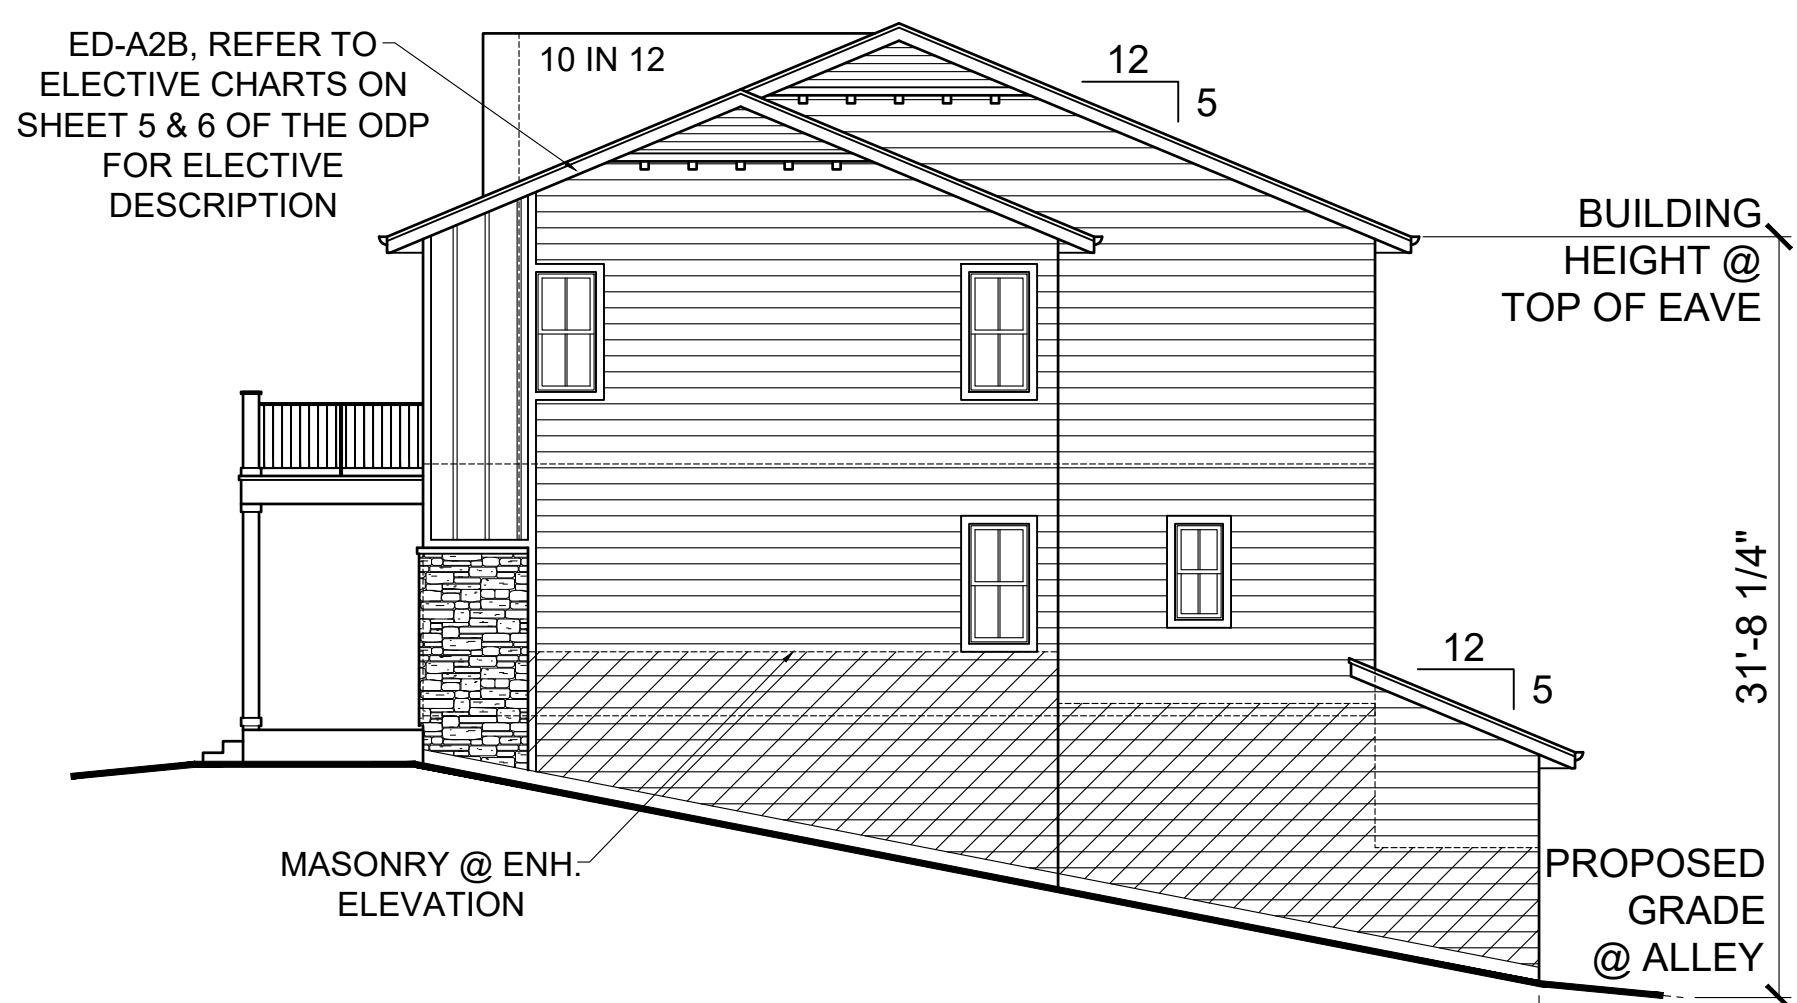 ED-A2B, REFER TO
ELECTIVE CHARTS ON
SHEET 5 & 6 OF THE ODP
FOR ELECTIVE
DESCRIPTION
10 IN 12
12
5
BUILDING
HEIGHT @
TOP OF EAVE
31'-8 1/4"
12
5
MASONRY @ ENH.
ELEVATION
PROPOSED
GRADE
@ ALLEY